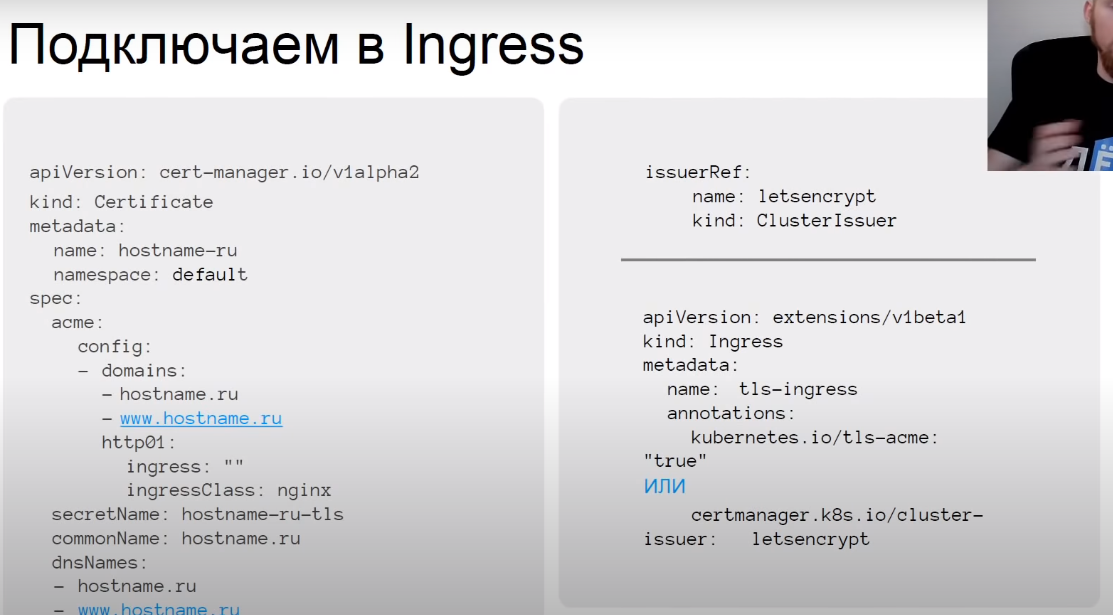 Подключаем в Ingress
apiVersion: cert-manager.io/v1alpha2
kind: Certificate
metadata:
name: hostname-ru
namespace: default
spec:
acme:
config:
- domains:
- hostname.ru
- www.hostname.ru
http01:
ingress: ""
ingressClass: nginx
secretName: hostname-ru-tls
commonName: hostname.ru
dnsNames:
- hostname.ru
- www.hostname.ru
issuerRef:
name: letsencrypt
kind: ClusterIssuer
apiVersion: extensions/v1beta1
kind: Ingress
metadata:
name: tls-ingress
annotations:
kubernetes.io/tls-acme:
"true"
ИЛИ
certmanager.k8s.io/cluster-
issuer: letsencrypt